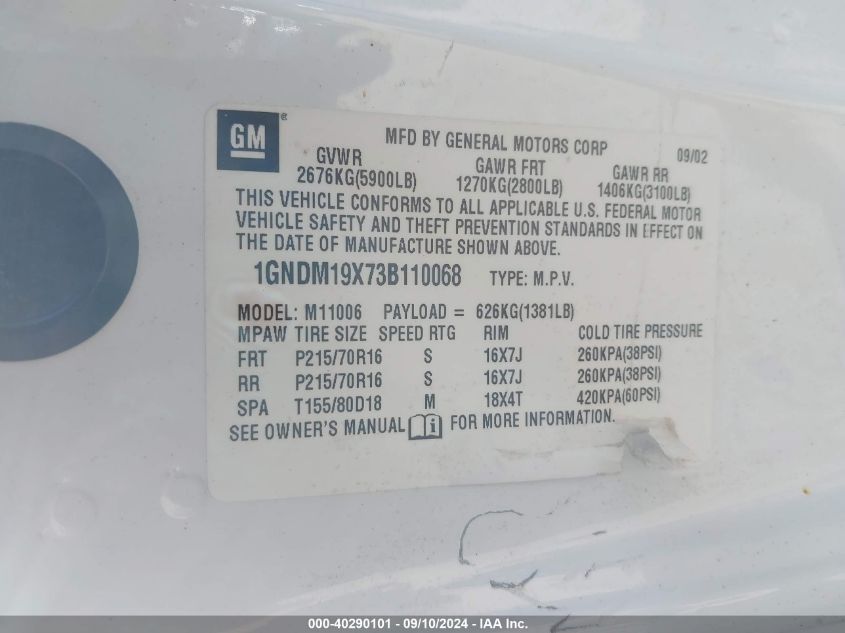 GM®
MFD BY GENERAL MOTORS CORP 09/02
GVWR GAWR FRT GAWR RR
2676KG(5900LB) 1270KG(2800LB) 1406KG(3100LB)
THIS VEHICLE CONFORMS TO ALL APPLICABLE U.S. FEDERAL MOTOR
VEHICLE SAFETY AND THEFT PREVENTION STANDARDS IN EFFECT ON
THE DATE OF MANUFACTURE SHOWN ABOVE.
1GNDM19X73B110068 TYPE: M.P.V.
MODEL: M11006 PAYLOAD = 626KG(1381LB)
MPAW TIRE SIZE SPEED RTG RIM COLD TIRE PRESSURE
FRT P215/70R16 S 16X7J 260KPA(38PSI)
RR P215/70R16 S 16X7J 260KPA(38PSI)
SPA T155/80D18 M 18X4T 420KPA(60PSI)
SEE OWNER'S MANUAL i FOR MORE INFORMATION.
000-40290101 - 09/10/2024 - IAA Inc.